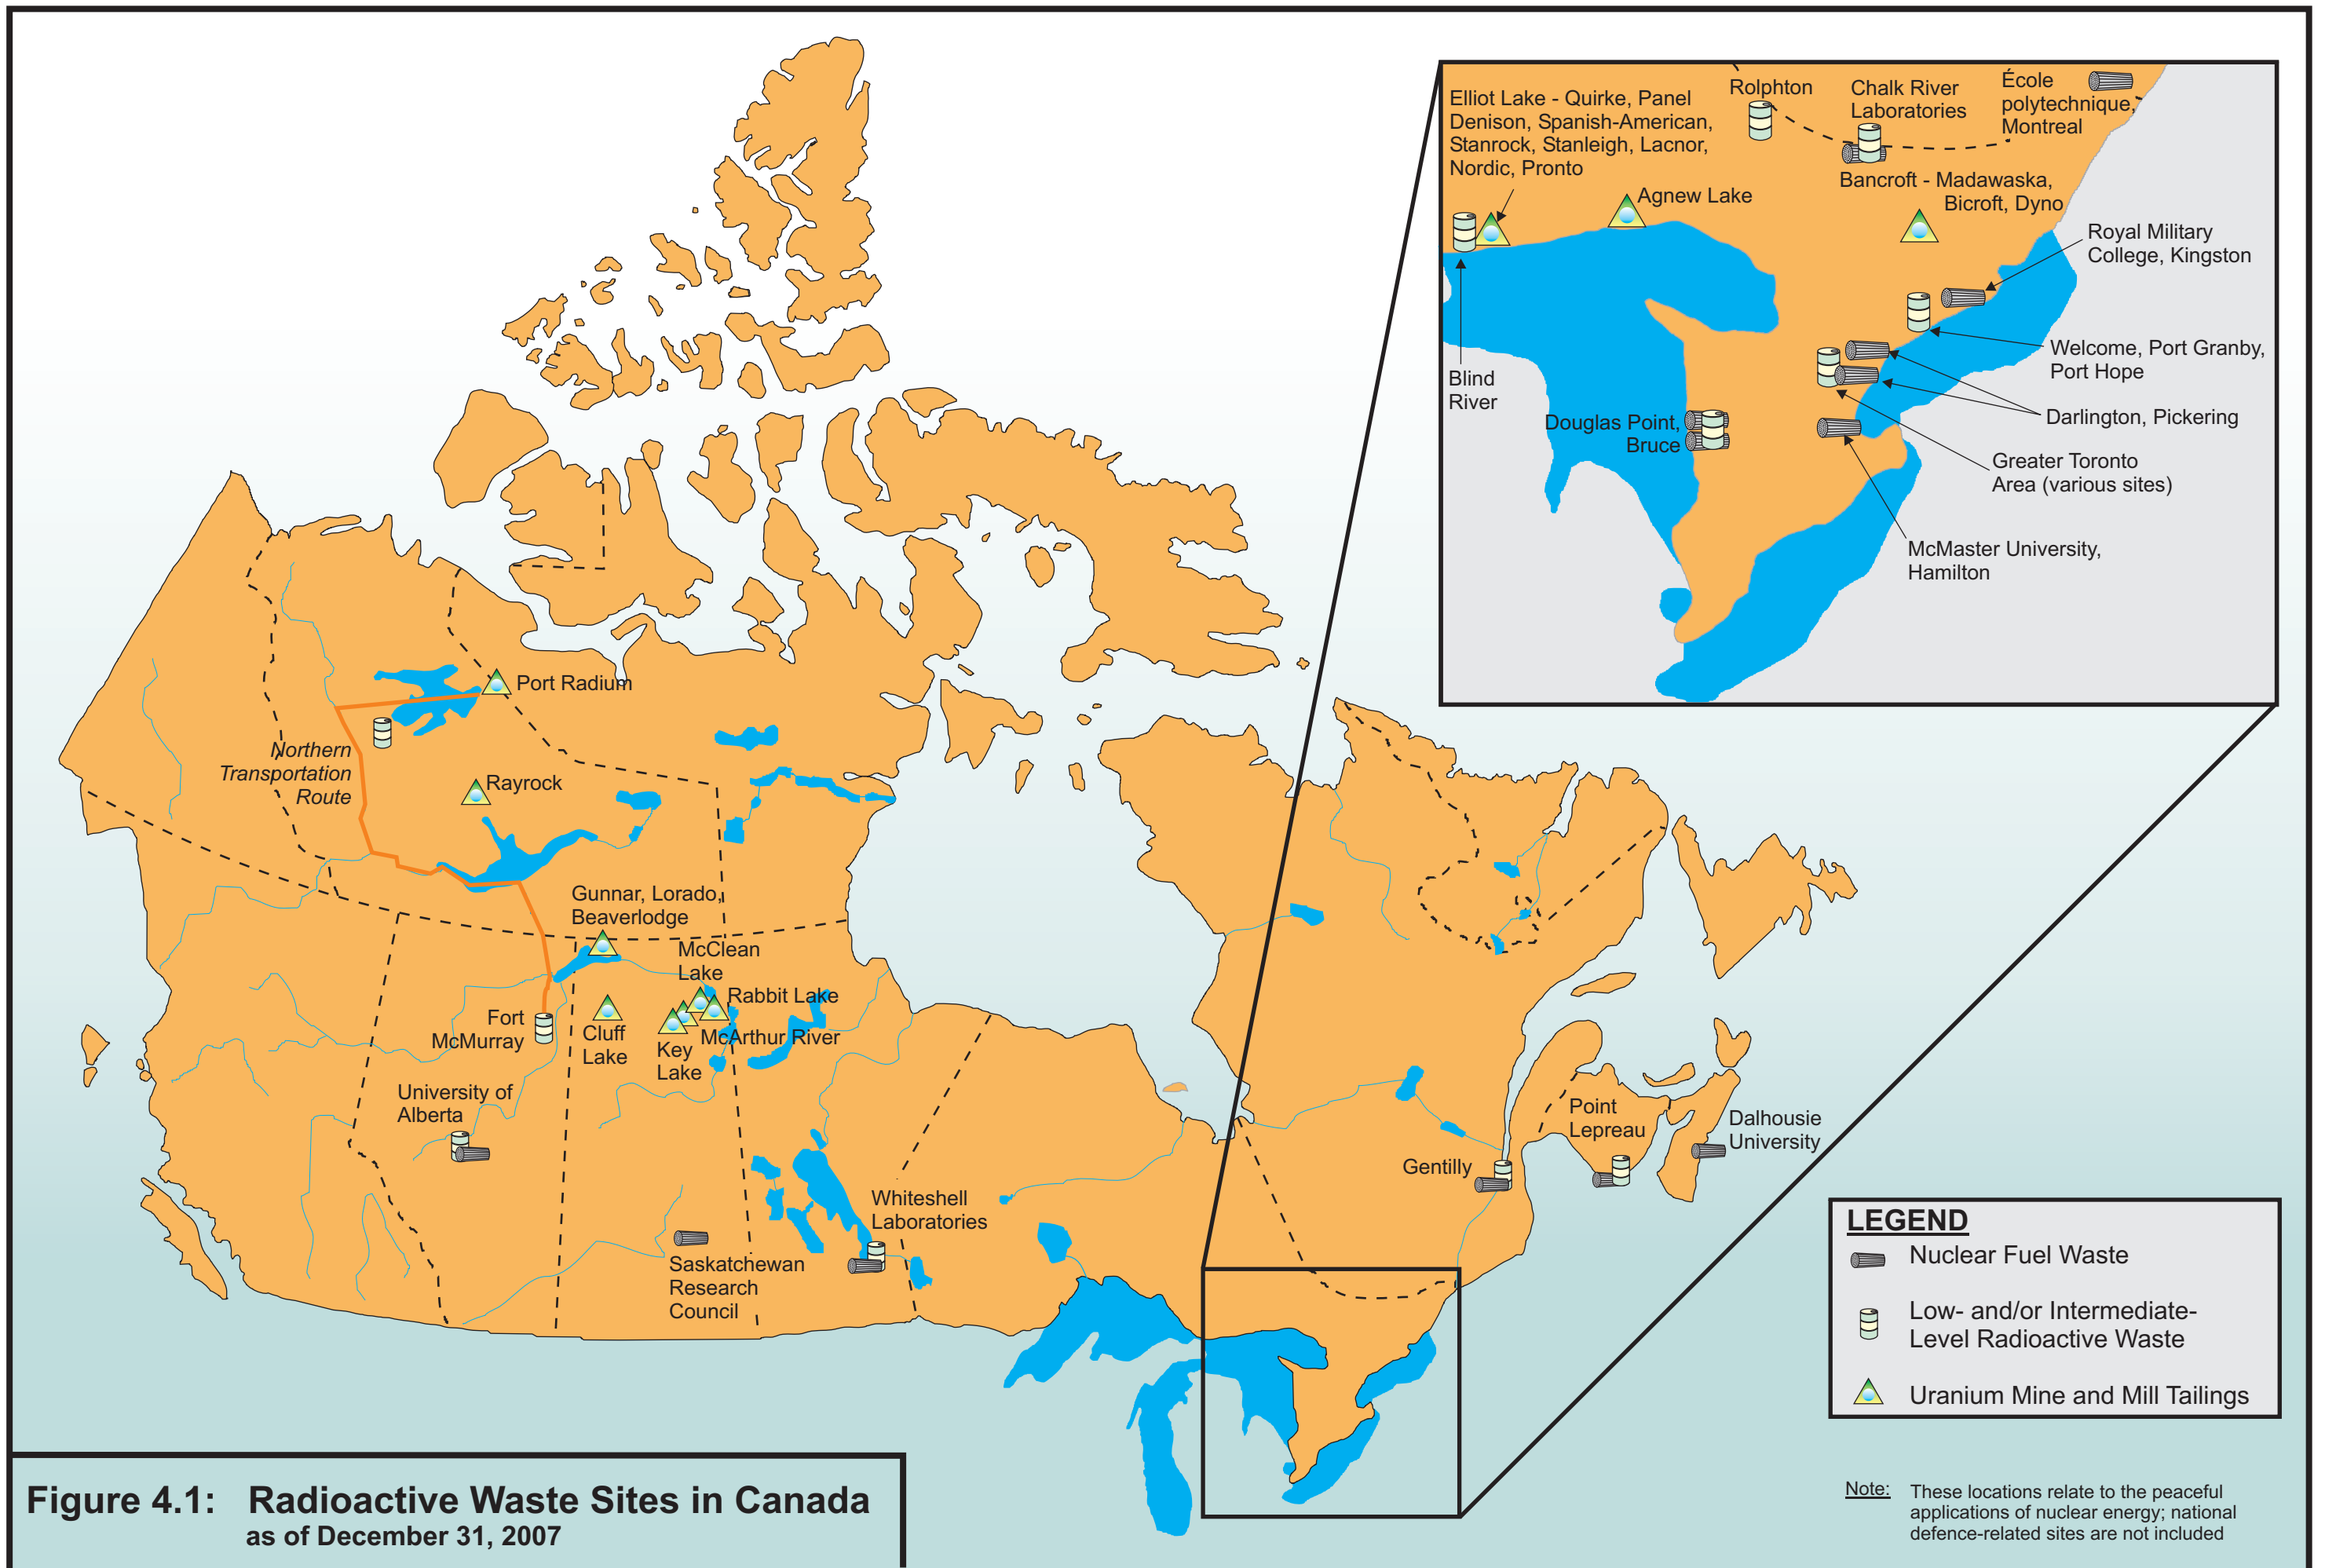 Elliot Lake - Quirke, Panel
Denison, Spanish-American,
Stanrock, Stanleigh, Lacnor,
Nordic, Pronto
Rolphton
Chalk River
Laboratories
École
polytechnique,
Montreal
Agnew Lake
Bancroft - Madawaska,
Bicroft, Dyno
Royal Military
College, Kingston
Welcome, Port Granby,
Port Hope
Blind
River
Darlington, Pickering
Douglas Point,
Bruce
Greater Toronto
Area (various sites)
McMaster University,
Hamilton
Port Radium
Northern
Transportation
Route
Rayrock
Gunnar, Lorado,
Beaverlodge
McClean
Lake
Rabbit Lake
Fort
McMurray
Cluff
Lake
Key
Lake
McArthur River
University of
Alberta
Point
Lepreau
Dalhousie
University
Gentilly
Whiteshell
Laboratories
Saskatchewan
Research
Council
LEGEND
Nuclear Fuel Waste
Low- and/or Intermediate-
Level Radioactive Waste
Uranium Mine and Mill Tailings
Figure 4.1: Radioactive Waste Sites in Canada
as of December 31, 2007
Note: These locations relate to the peaceful
applications of nuclear energy; national
defence-related sites are not included